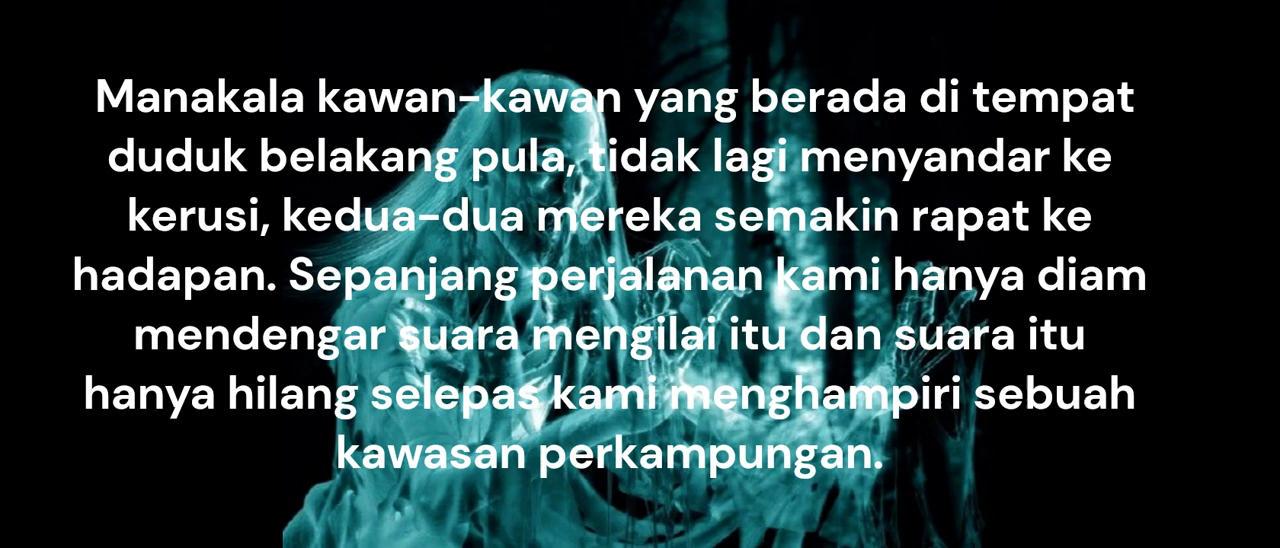 Manakala kawan-kawan yang berada di tempat
duduk belakang pula, tidak lagi menyandar ke
kerusi, kedua-dua mereka semakin rapat ke
hadapan. Sepanjang perjalanan kami hanya diam
mendengar suara mengilai itu dan suara itu
hanya hilang selepas kami menghampiri sebuah
kawasan perkampungan.